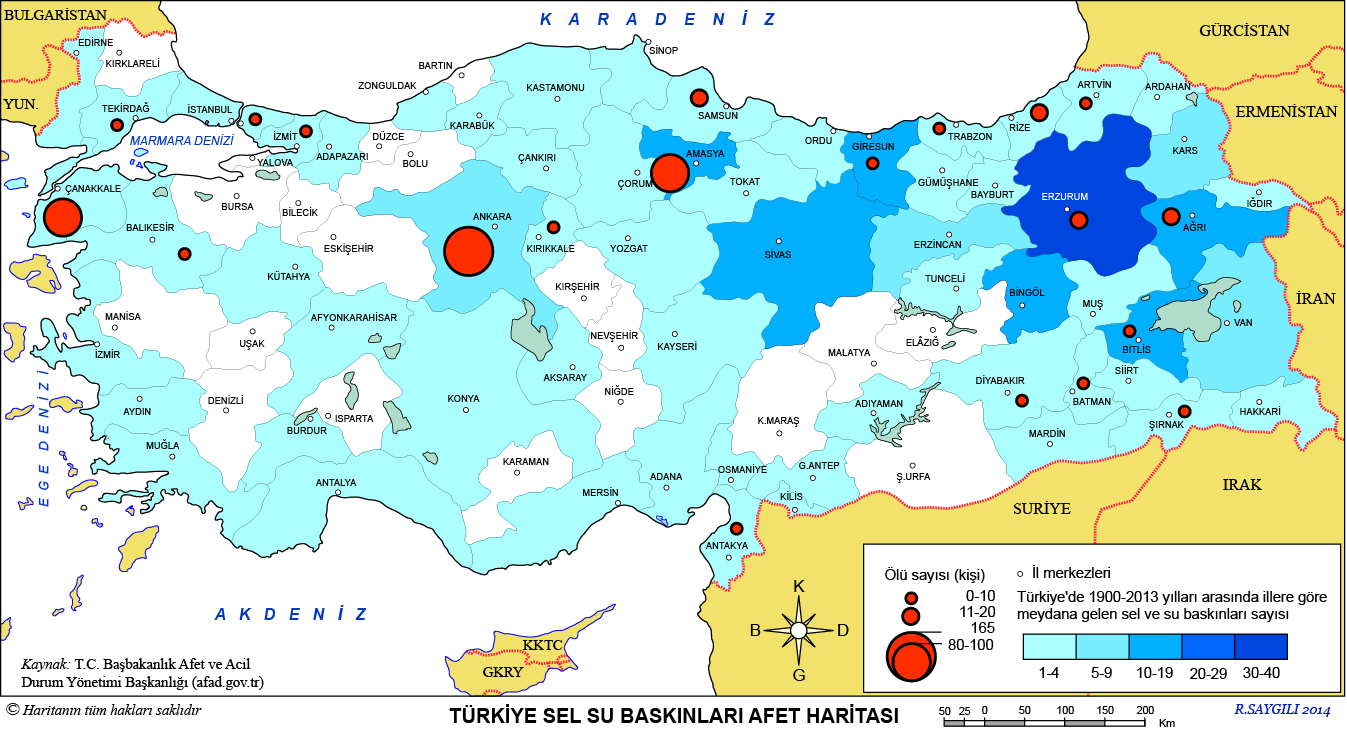 BULGARİSTAN
KARADENİZ
GÜRCİSTAN
EDİRNE
KIRKLARELİ
SİNOP
BARTIN
ZONGULDAK
KASTAMONU
ARTVİN
ARDAHAN
YUN.
TEKİRDAĞ
İSTANBUL
SAMSUN
ERMENİSTAN
KARABÜK
RİZE
TRABZON
ORDU
GİRESUN
İZMİT
DÜZCE
MARMARA DENİZİ
ADAPAZARI
BOLU
YALOVA
ÇANKIRI
AMASYA
KARS
ÇORUM
TOKAT
GÜMÜŞHANE
BAYBURT
ERZURUM
IĞDIR
ÇANAKKALE
BURSA
BİLECİK
ANKARA
AĞRI
BALIKESİR
ESKİŞEHİR
KIRIKKALE
YOZGAT
SİVAS
ERZİNCAN
KÜTAHYA
TUNCELİ
KIRŞEHİR
BİNGÖL
MUŞ
İRAN
MANİSA
AFYONKARAHİSAR
VAN
UŞAK
NEVŞEHİR
KAYSERİ
ELAZIĞ
İZMİR
MALATYA
BİTLİS
SİİRT
AKSARAY
DİYABAKIR
NİĞDE
EGE DENİZİ
AYDIN
DENİZLİ
ISPARTA
KONYA
ADIYAMAN
BATMAN
HAKKARİ
BURDUR
K.MARAŞ
ŞIRNAK
MARDİN
MUĞLA
KARAMAN
OSMANİYE
G.ANTEP
ANTALYA
ADANA
Ş.URFA
MERSİN
KİLİS
IRAK
SURİYE
ANTAKYA
AKDENİZ
KKTC
GKRY
K
B
D
G
Ölü sayısı (kişi)
0-10
11-20
165
80-100
İl merkezleri
Türkiye'de 1900-2013 yılları arasında illere göre
meydana gelen sel ve su baskınları sayısı
1-4 5-9 10-19 20-29 30-40
Kaynak: T.C. Başbakanlık Afet ve Acil
Durum Yönetimi Başkanlığı (afad.gov.tr)
© Haritanın tüm hakları saklıdır
TÜRKİYE SEL SU BASKINLARI AFET HARİTASI
50 25 0 50 100 150 200
Km
R.SAYGILI 2014